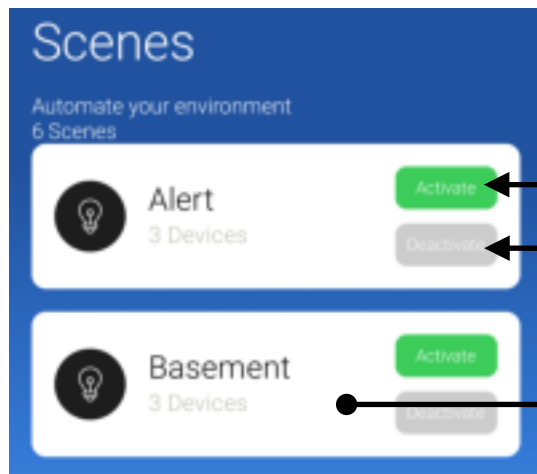 Scenes
Automate your environment
6 Scenes
Alert
3 Devices
Activate
Deactivate
Basement
3 Devices
Activate
Deactivate